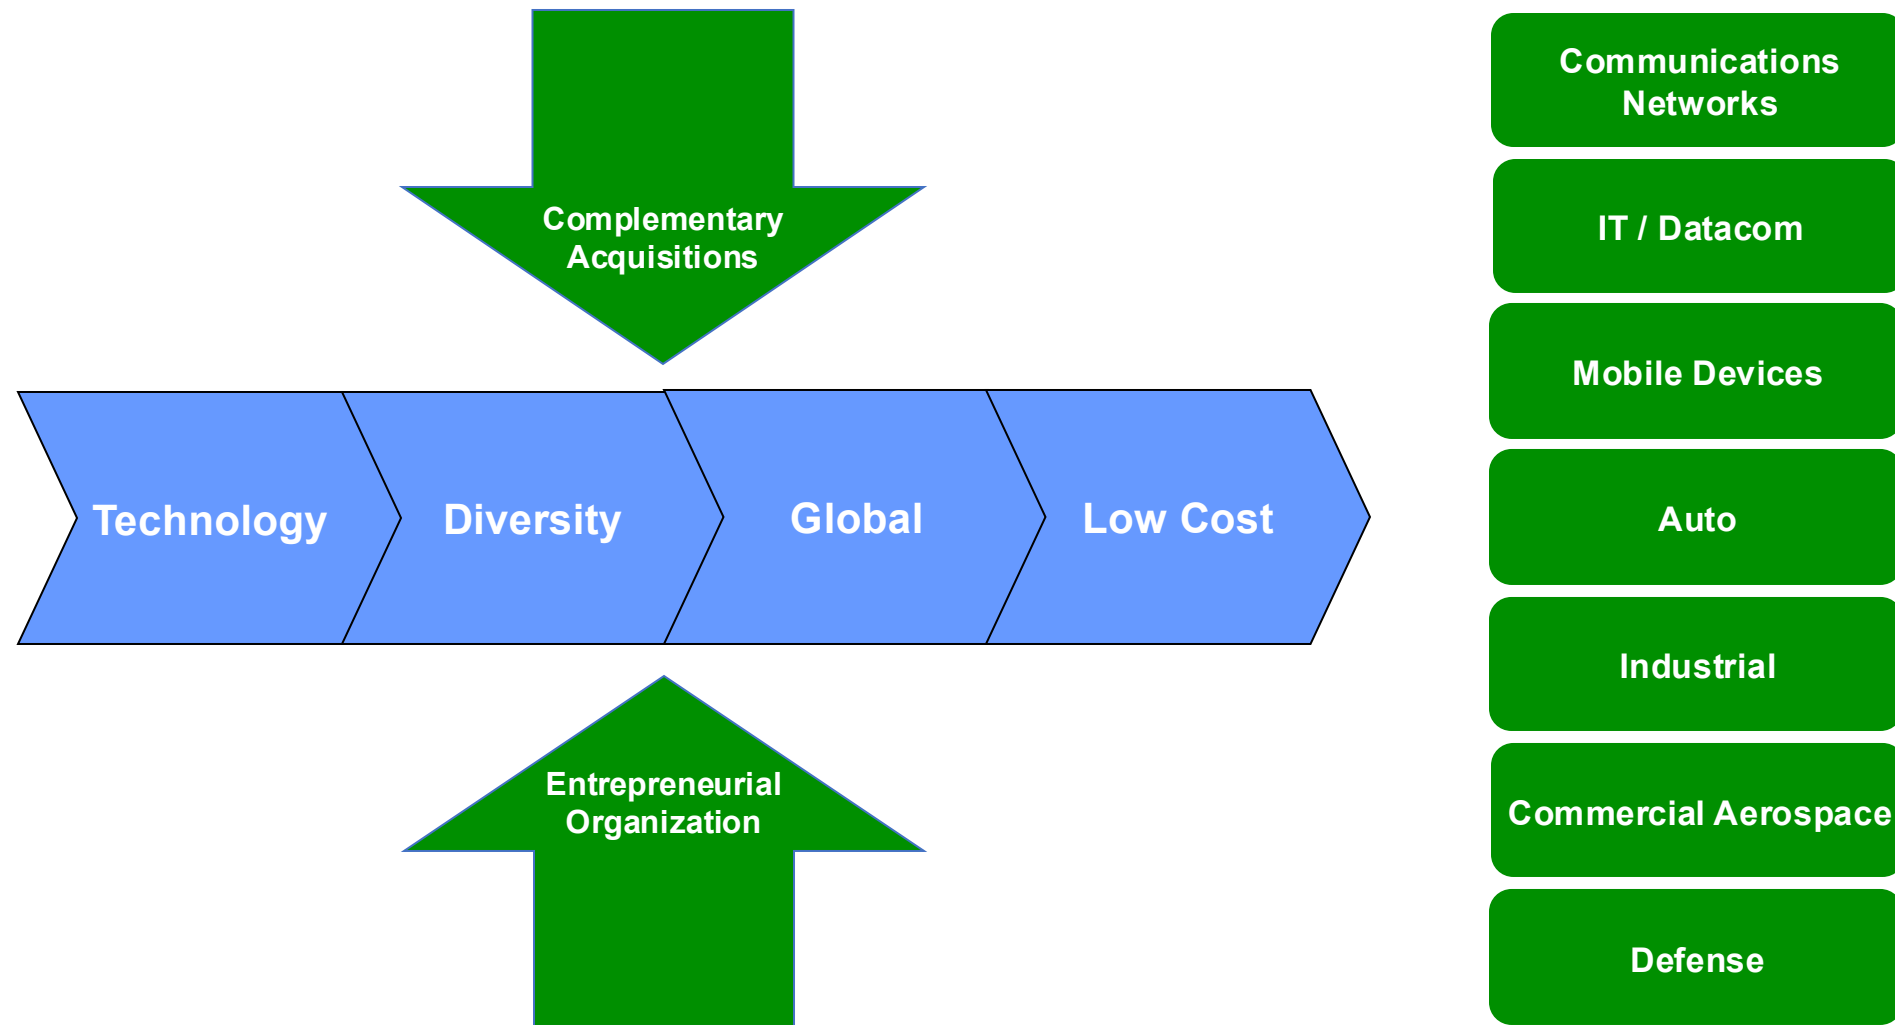 Complementary
Acquisitions
Technology
Diversity
Global
Low Cost
Entrepreneurial
Organization
Communications
Networks
IT / Datacom
Mobile Devices
Auto
Industrial
Commercial Aerospace
Defense